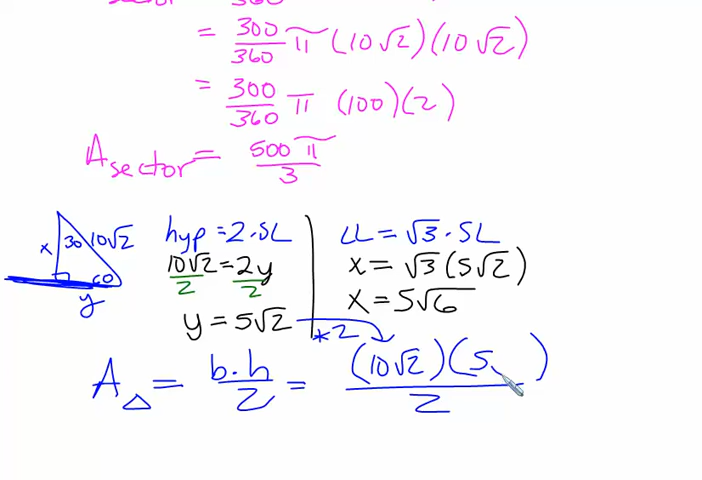 = 300/360 π (10√2)(10√2)
= 300/360 π (100)(2)
A sector = 500π/3
x 30 10√2 60 y
hyp = 2·SL
10√2/2 = 2y/2
y = 5√2
*2
LL = √3·SL
x = √3(5√2)
x = 5√6
A△ = b·h/2 = (10√2)(5 )/2